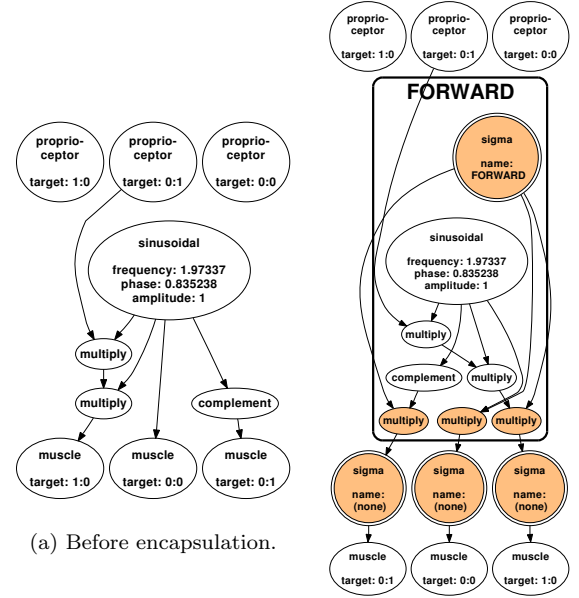 proprio-
ceptor
target: 1:0
proprio-
ceptor
target: 0:1
proprio-
ceptor
target: 0:0
sinusoidal
frequency: 1.97337
phase: 0.835238
amplitude: 1
multiply
multiply
complement
muscle
target: 1:0
muscle
target: 0:0
muscle
target: 0:1
(a) Before encapsulation.
proprio-
ceptor
target: 1:0
proprio-
ceptor
target: 0:1
proprio-
ceptor
target: 0:0
FORWARD
sigma
name:
FORWARD
sinusoidal
frequency: 1.97337
phase: 0.835238
amplitude: 1
multiply
complement
multiply
multiply
multiply
multiply
sigma
name:
(none)
sigma
name:
(none)
sigma
name:
(none)
muscle
target: 0:1
muscle
target: 0:0
muscle
target: 1:0